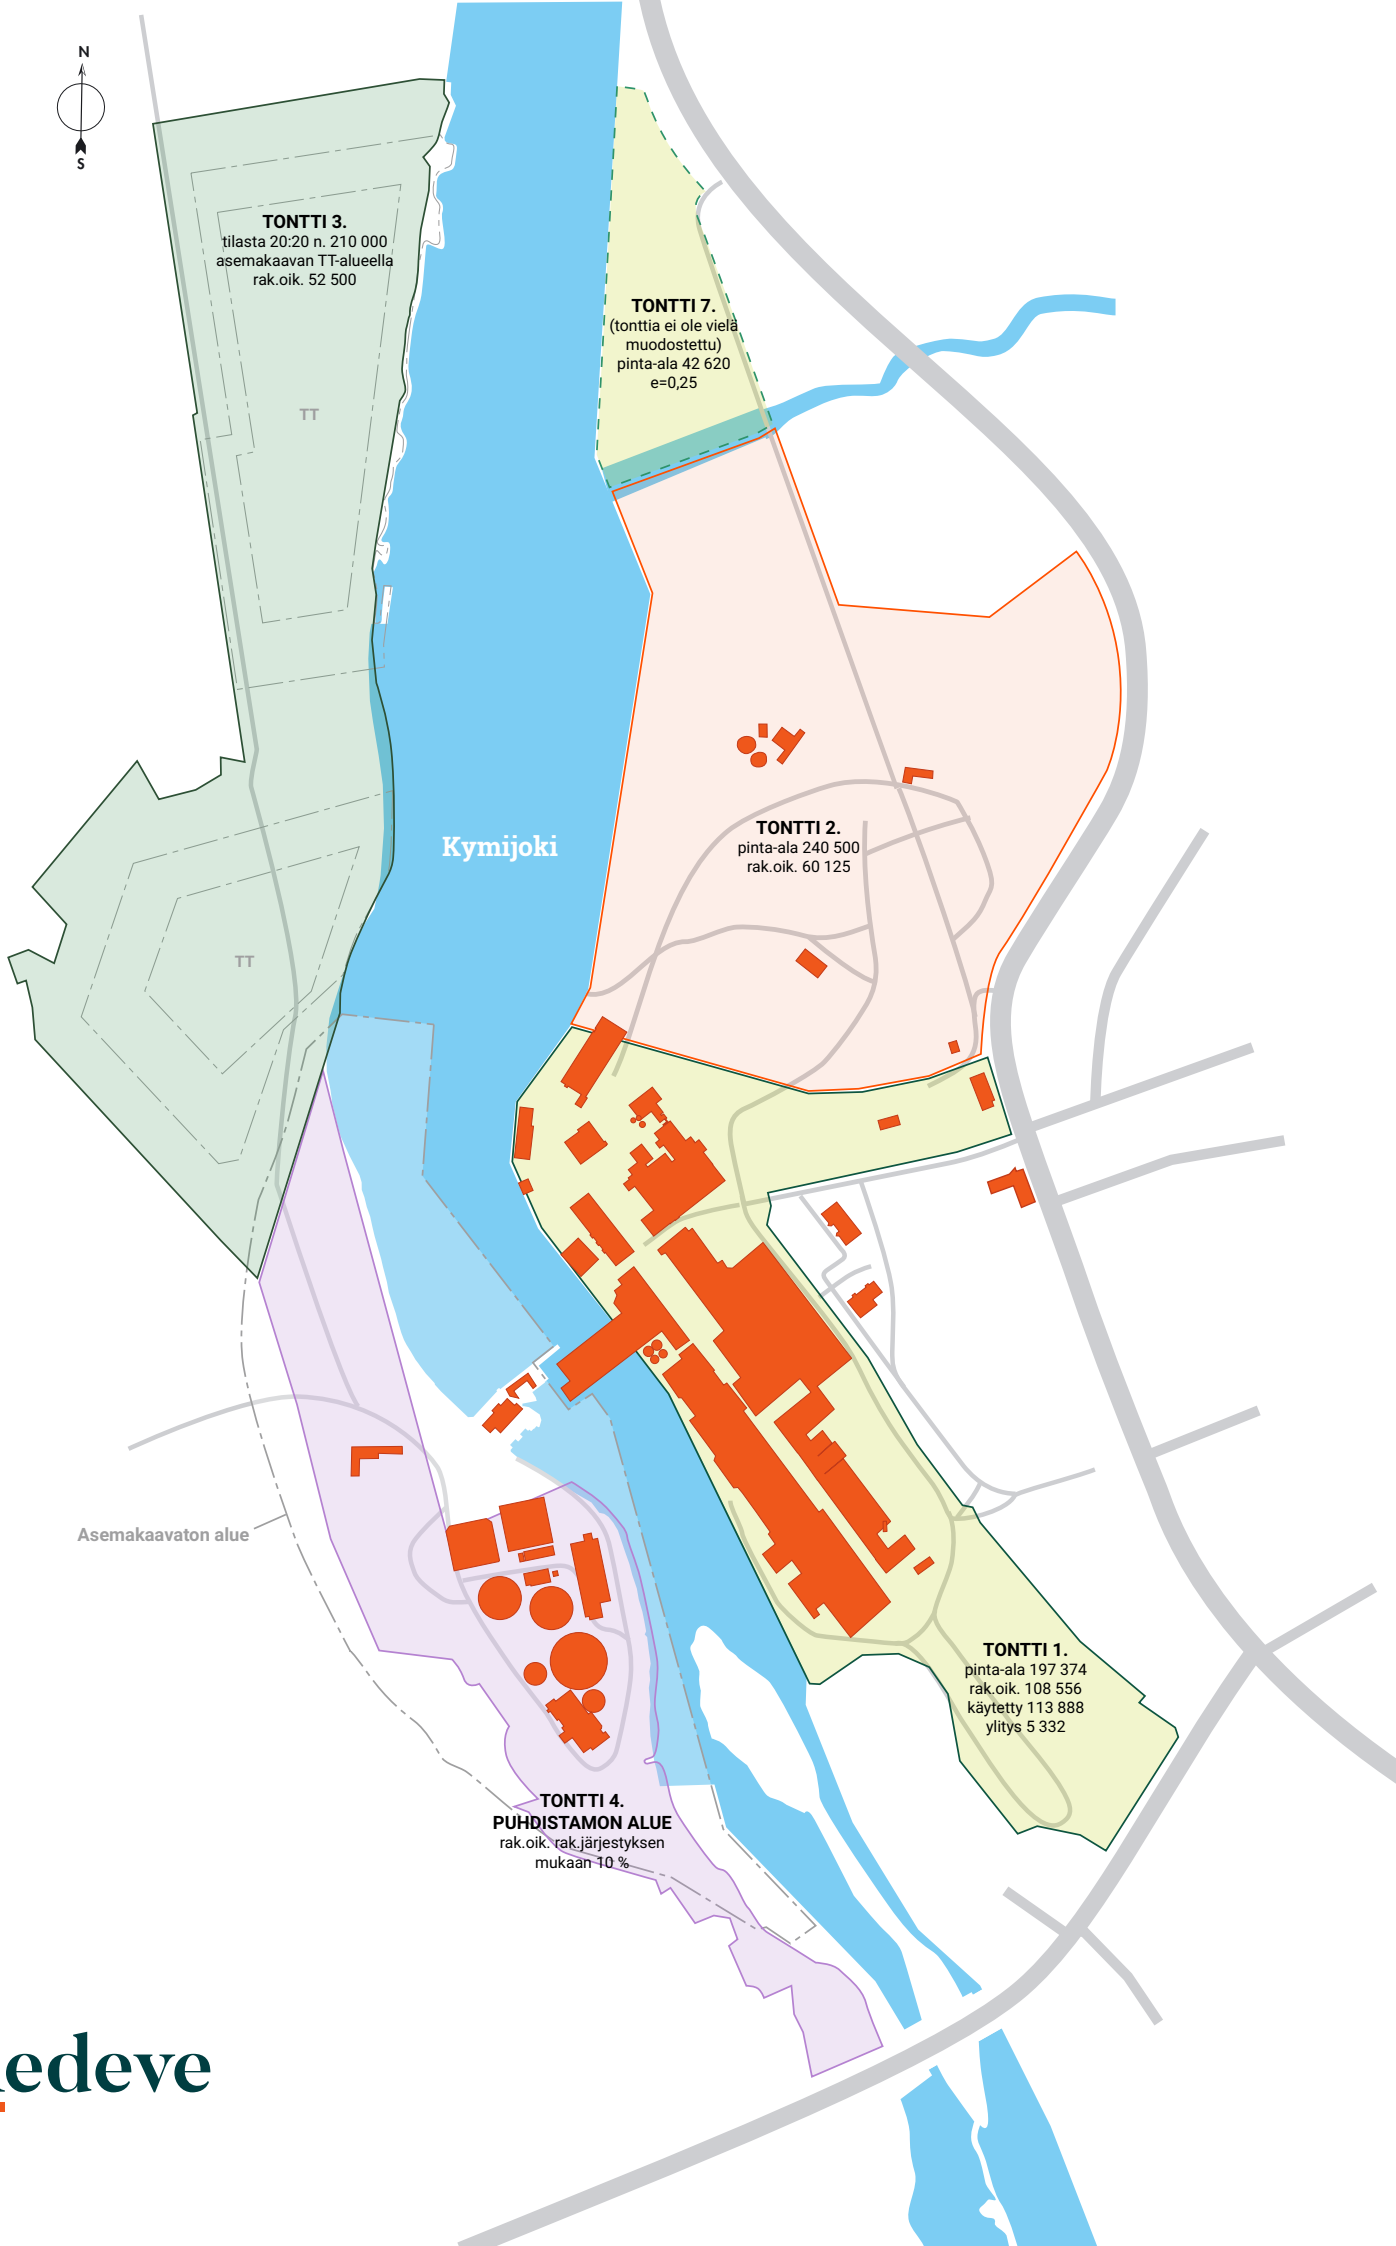 N
S
TONTTI 3.
tilasta 20:20 n. 210 000
asemakaavan TT-alueella
rak.oik. 52 500
TONTTI 7.
(tonttia ei ole vielä
muodostettu)
pinta-ala 42 620
e=0,25
TT
TONTTI 2.
pinta-ala 240 500
rak.oik. 60 125
Kymijoki
TT
Asemakaavaton alue
TONTTI 1.
pinta-ala 197 374
rak.oik. 108 556
käytetty 113 888
ylitys 5 332
TONTTI 4.
PUHDISTAMON ALUE
rak.oik. rak.järjestyksen
mukaan 10 %
edeve